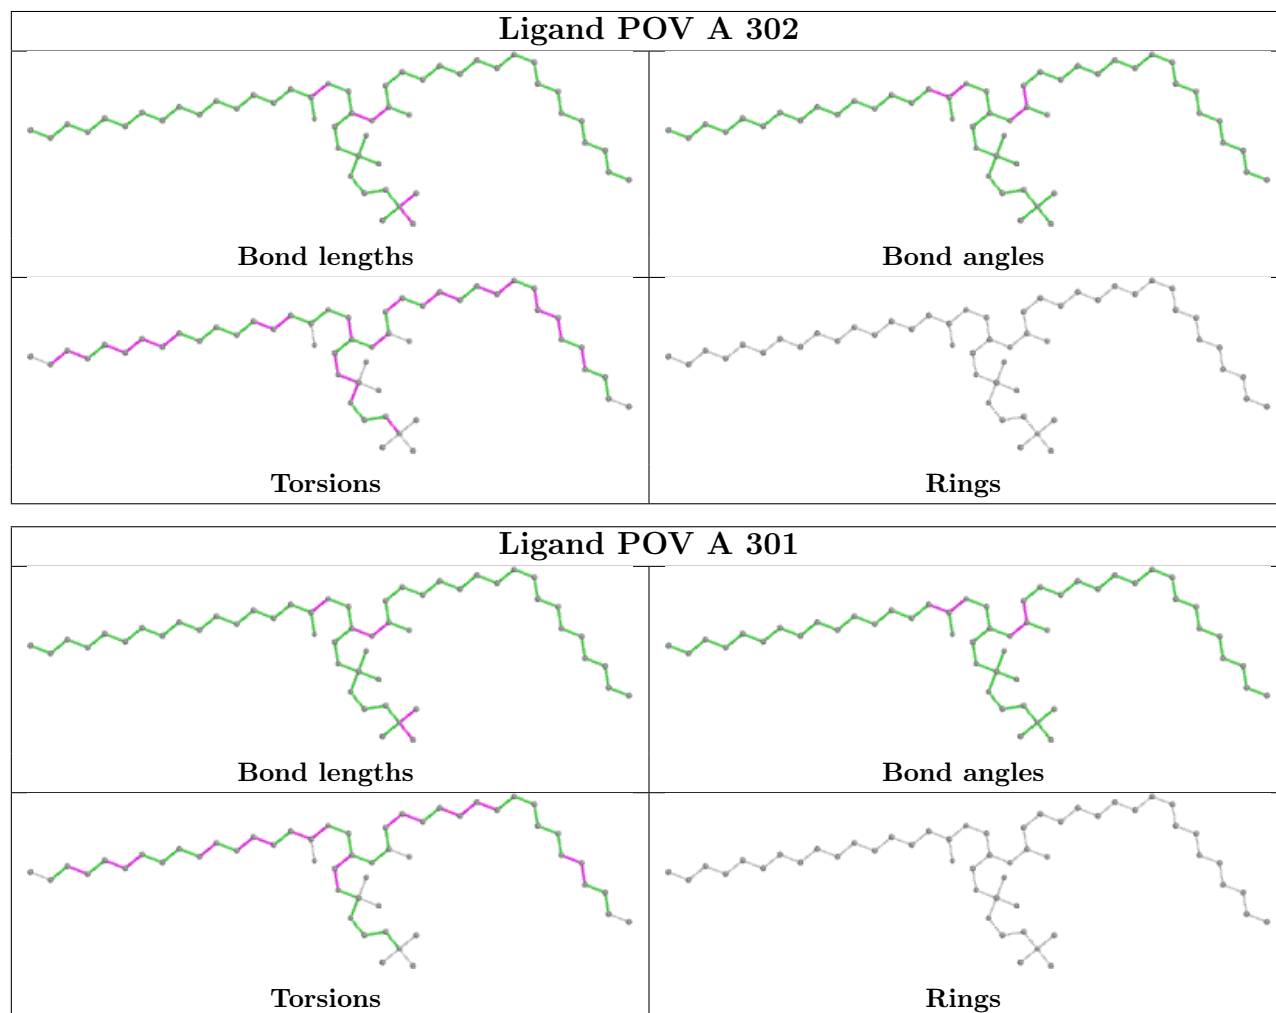 Ligand POV A 302
Bond lengths
Bond angles
Torsions
Rings
Ligand POV A 301
Bond lengths
Bond angles
Torsions
Rings